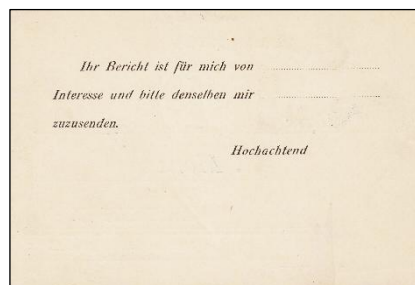 Ihr Bericht ist für mich von
Interesse und bitte denselben mir
zuzusenden.
Hochachtend